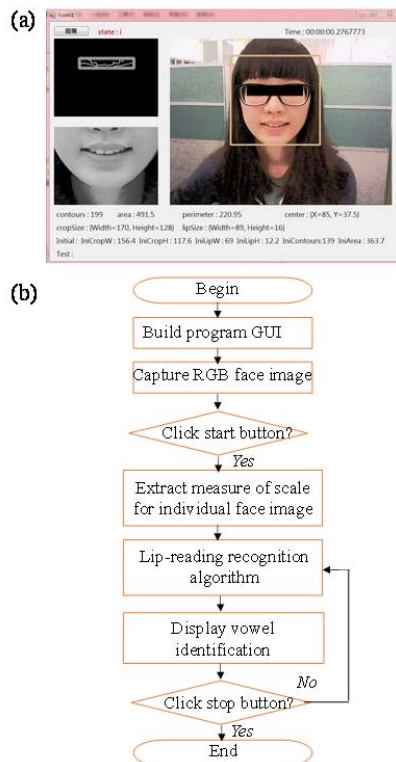 (a)
Form1
state : i
Time : 00:00:00.2767773
contours : 199 area : 491.5 perimeter : 220.95 center : {X=85, Y=37.5}
cropSize : {Width=170, Height=128} lipSize : {Width=89, Height=16}
Initial : IniCropW : 156.4 IniCropH : 117.6 IniLipW : 69 IniLipH : 12.2 IniContours:139 IniArea : 363.7
Test :
(b)
Begin
Build program GUI
Capture RGB face image
Click start button?
Yes
Extract measure of scale
for individual face image
Lip-reading recognition
algorithm
Display vowel
identification
No
Click stop button?
Yes
End